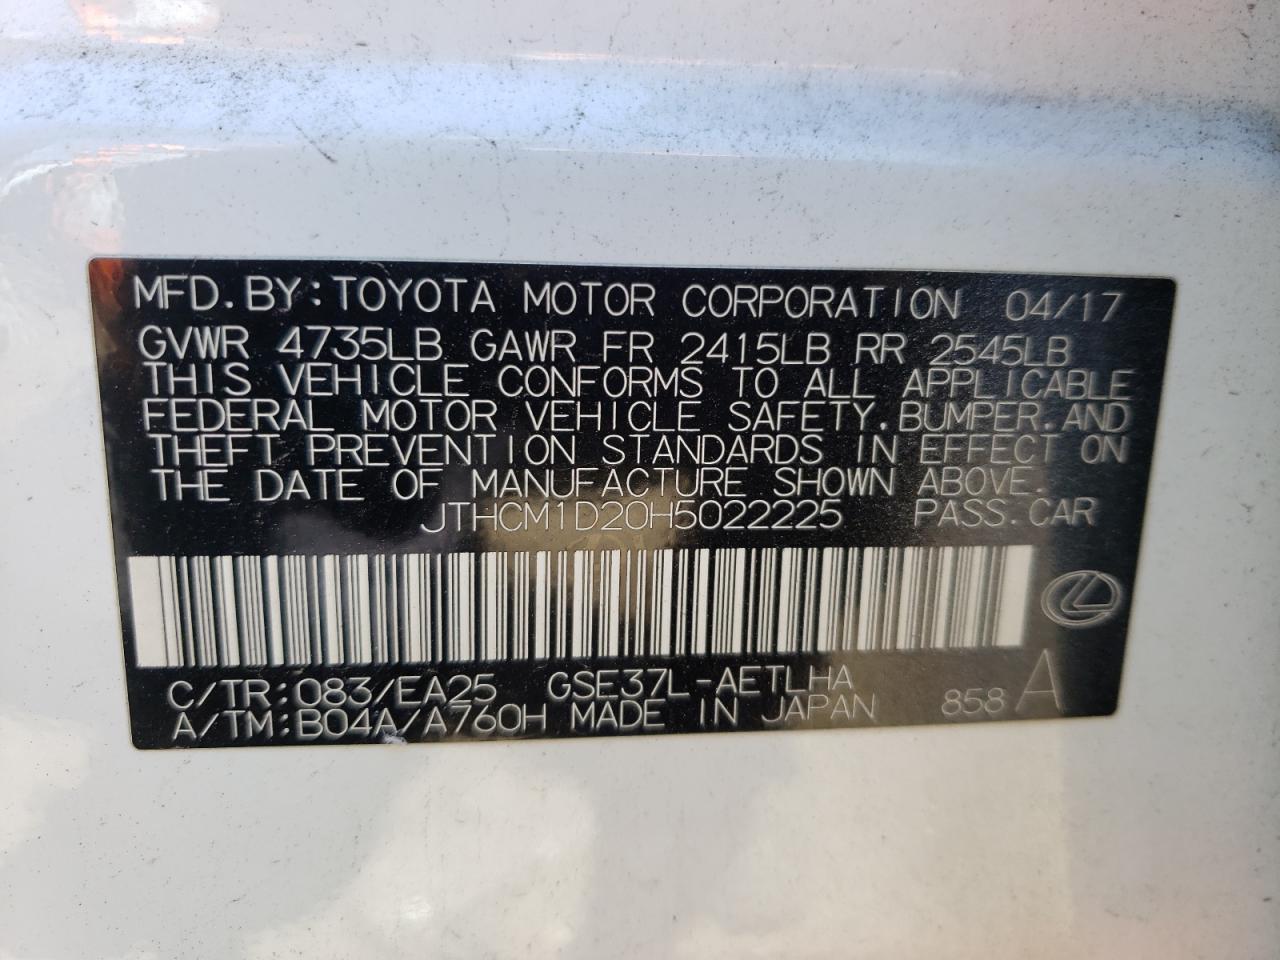 MFD.BY:TOYOTA MOTOR CORPORATION 04/17
GVWR 4735LB GAWR FR 2415LB RR 2545LB
THIS VEHICLE CONFORMS TO ALL APPLICABLE
FEDERAL MOTOR VEHICLE SAFETY.BUMPER.AND
THEFT PREVENTION STANDARDS IN EFFECT ON
THE DATE OF MANUFACTURE SHOWN ABOVE.
JTHCM1D20H5022225 PASS.CAR
C/TR:083/EA25 GSE37L-AETLHA
A/TM:B04A/A760H MADE IN JAPAN 858 A